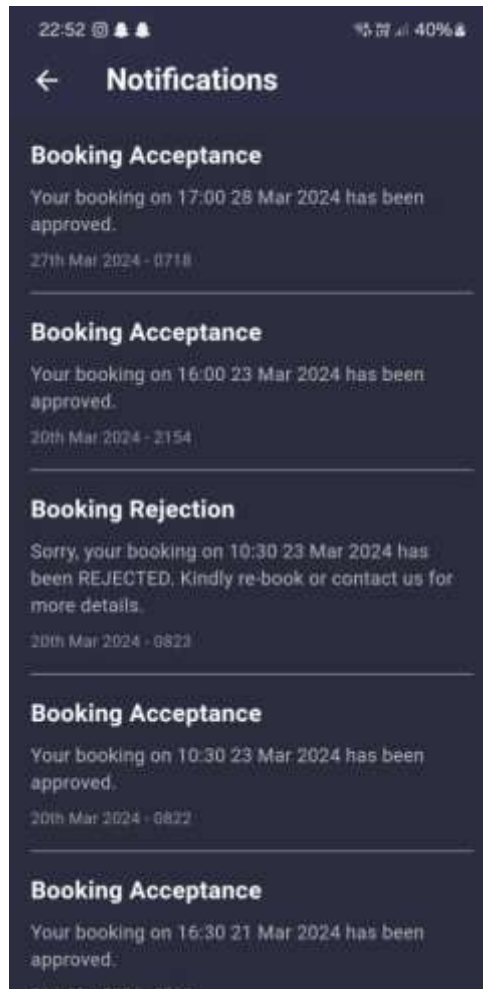 22:52
40%
Notifications
Booking Acceptance
Your booking on 17:00 28 Mar 2024 has been
approved.
27th Mar 2024 - 0718
Booking Acceptance
Your booking on 16:00 23 Mar 2024 has been
approved.
20th Mar 2024 - 2154
Booking Rejection
Sorry, your booking on 10:30 23 Mar 2024 has
been REJECTED. Kindly re-book or contact us for
more details.
20th Mar 2024 - 0823
Booking Acceptance
Your booking on 10:30 23 Mar 2024 has been
approved.
20th Mar 2024 - 0822
Booking Acceptance
Your booking on 16:30 21 Mar 2024 has been
approved.